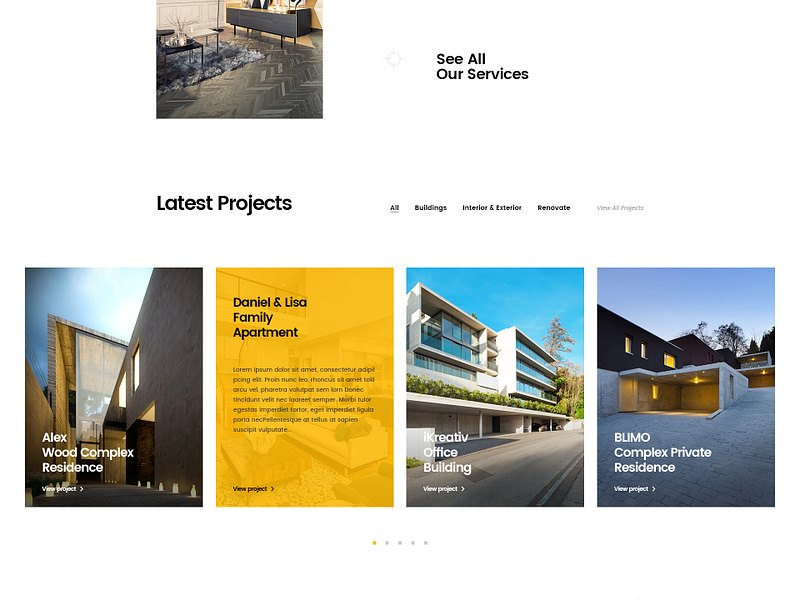 See All
Our Services
Latest Projects
All Buildings Interior & Exterior Renovate View All Projects
Alex
Wood Complex
Residence
View project
Daniel & Lisa
Family
Apartment
Lorem ipsum dolor sit amet, consectetur adipil
pcing elit. Proin nunc leo, rhoncus sit amet tolli
arcu vel, pharetra volutpat sem lorn Donec
tincidunt velit nec laoreet semper. Morbi tulor
egestas imperdiet tortor, eget imperdiet ligula
porta necPellentesque at tellus at sapien
suscipit vulputate...
View project
iKreativ
Office
Building
View project
BLIMO
Complex Private
Residence
View project